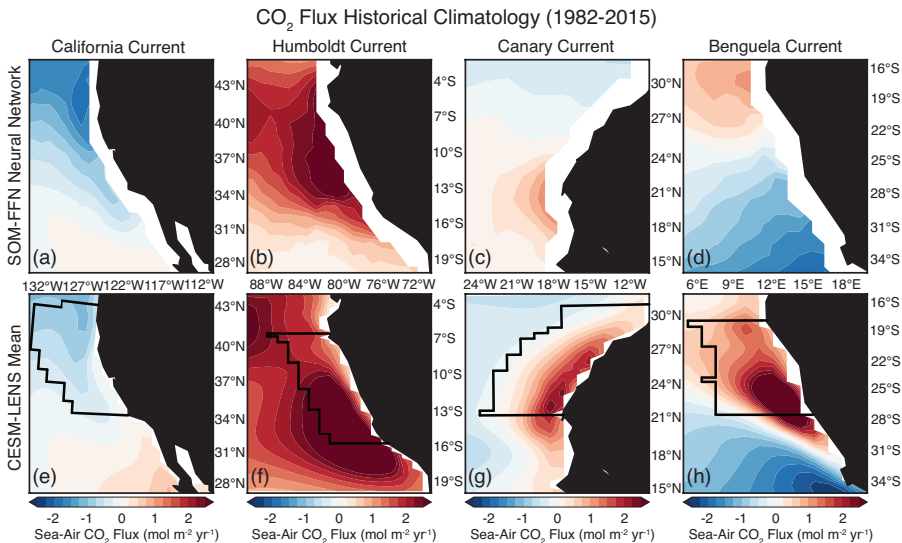 CO₂ Flux Historical Climatology (1982-2015)
California Current Humboldt Current Canary Current Benguela Current
SOM-FFN Neural Network
43°N 40°N 37°N 34°N 31°N 28°N
4°S 7°S 10°S 13°S 16°S 19°S
30°N 27°N 24°N 21°N 18°N 15°N
16°S 19°S 22°S 25°S 28°S 31°S 34°S
(a) (b) (c) (d)
132°W 127°W 122°W 117°W 112°W
88°W 84°W 80°W 76°W 72°W
24°W 21°W 18°W 15°W 12°W
6°E 9°E 12°E 15°E 18°E
CESM-LENS Mean
43°N 40°N 37°N 34°N 31°N 28°N
4°S 7°S 10°S 13°S 16°S 19°S
30°N 27°N 24°N 21°N 18°N 15°N
16°S 19°S 22°S 25°S 28°S 31°S 34°S
(e) (f) (g) (h)
-2 -1 0 1 2 -2 -1 0 1 2 -2 -1 0 1 2 -2 -1 0 1 2
Sea-Air CO₂ Flux (mol m⁻² yr⁻¹) Sea-Air CO₂ Flux (mol m⁻² yr⁻¹) Sea-Air CO₂ Flux (mol m⁻² yr⁻¹) Sea-Air CO₂ Flux (mol m⁻² yr⁻¹)